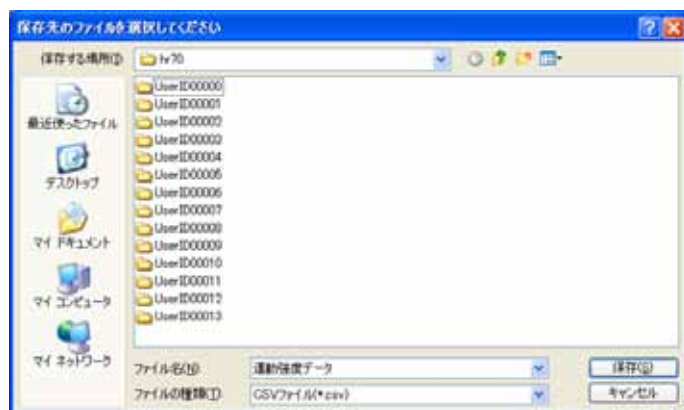 保存先のファイルを選択してください
保存する場所(I)
hv70
UserID00000
UserID00001
UserID00002
UserID00003
UserID00004
UserID00005
UserID00006
UserID00007
UserID00008
UserID00009
UserID00010
UserID00011
UserID00012
UserID00013
最近使ったファイル
デスクトップ
マイ ドキュメント
マイ コンピュータ
マイ ネットワーク
ファイル名(N)
運動強度データ
保存(S)
ファイルの種類(T)
CSVファイル(*.csv)
キャンセル